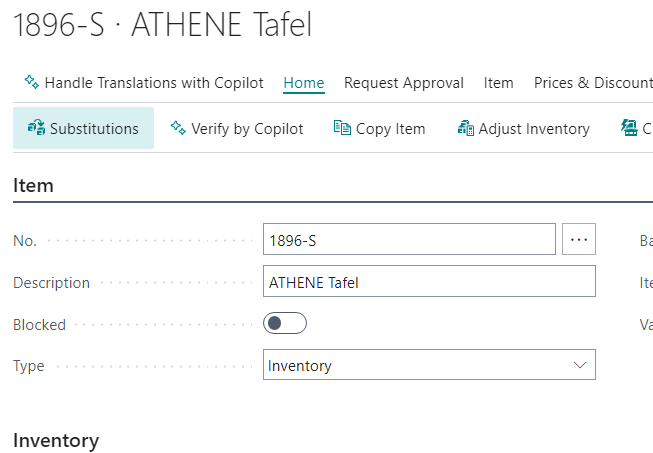 1896-S · ATHENE Tafel
Handle Translations with Copilot Home Request Approval Item Prices & Discount
Substitutions Verify by Copilot Copy Item Adjust Inventory C
Item
No. 1896-S ... Ba
Description ATHENE Tafel Ite
Blocked Va
Type Inventory
Inventory